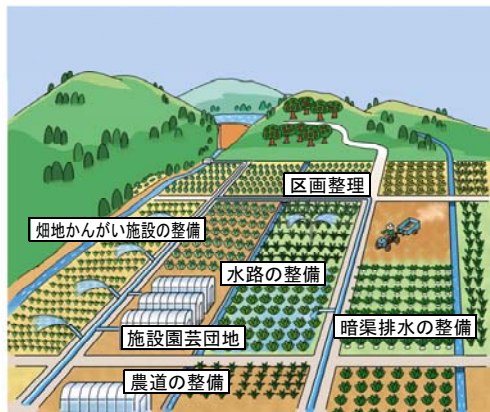 区画整理
畑地かんがい施設の整備
水路の整備
施設園芸団地
暗渠排水の整備
農道の整備